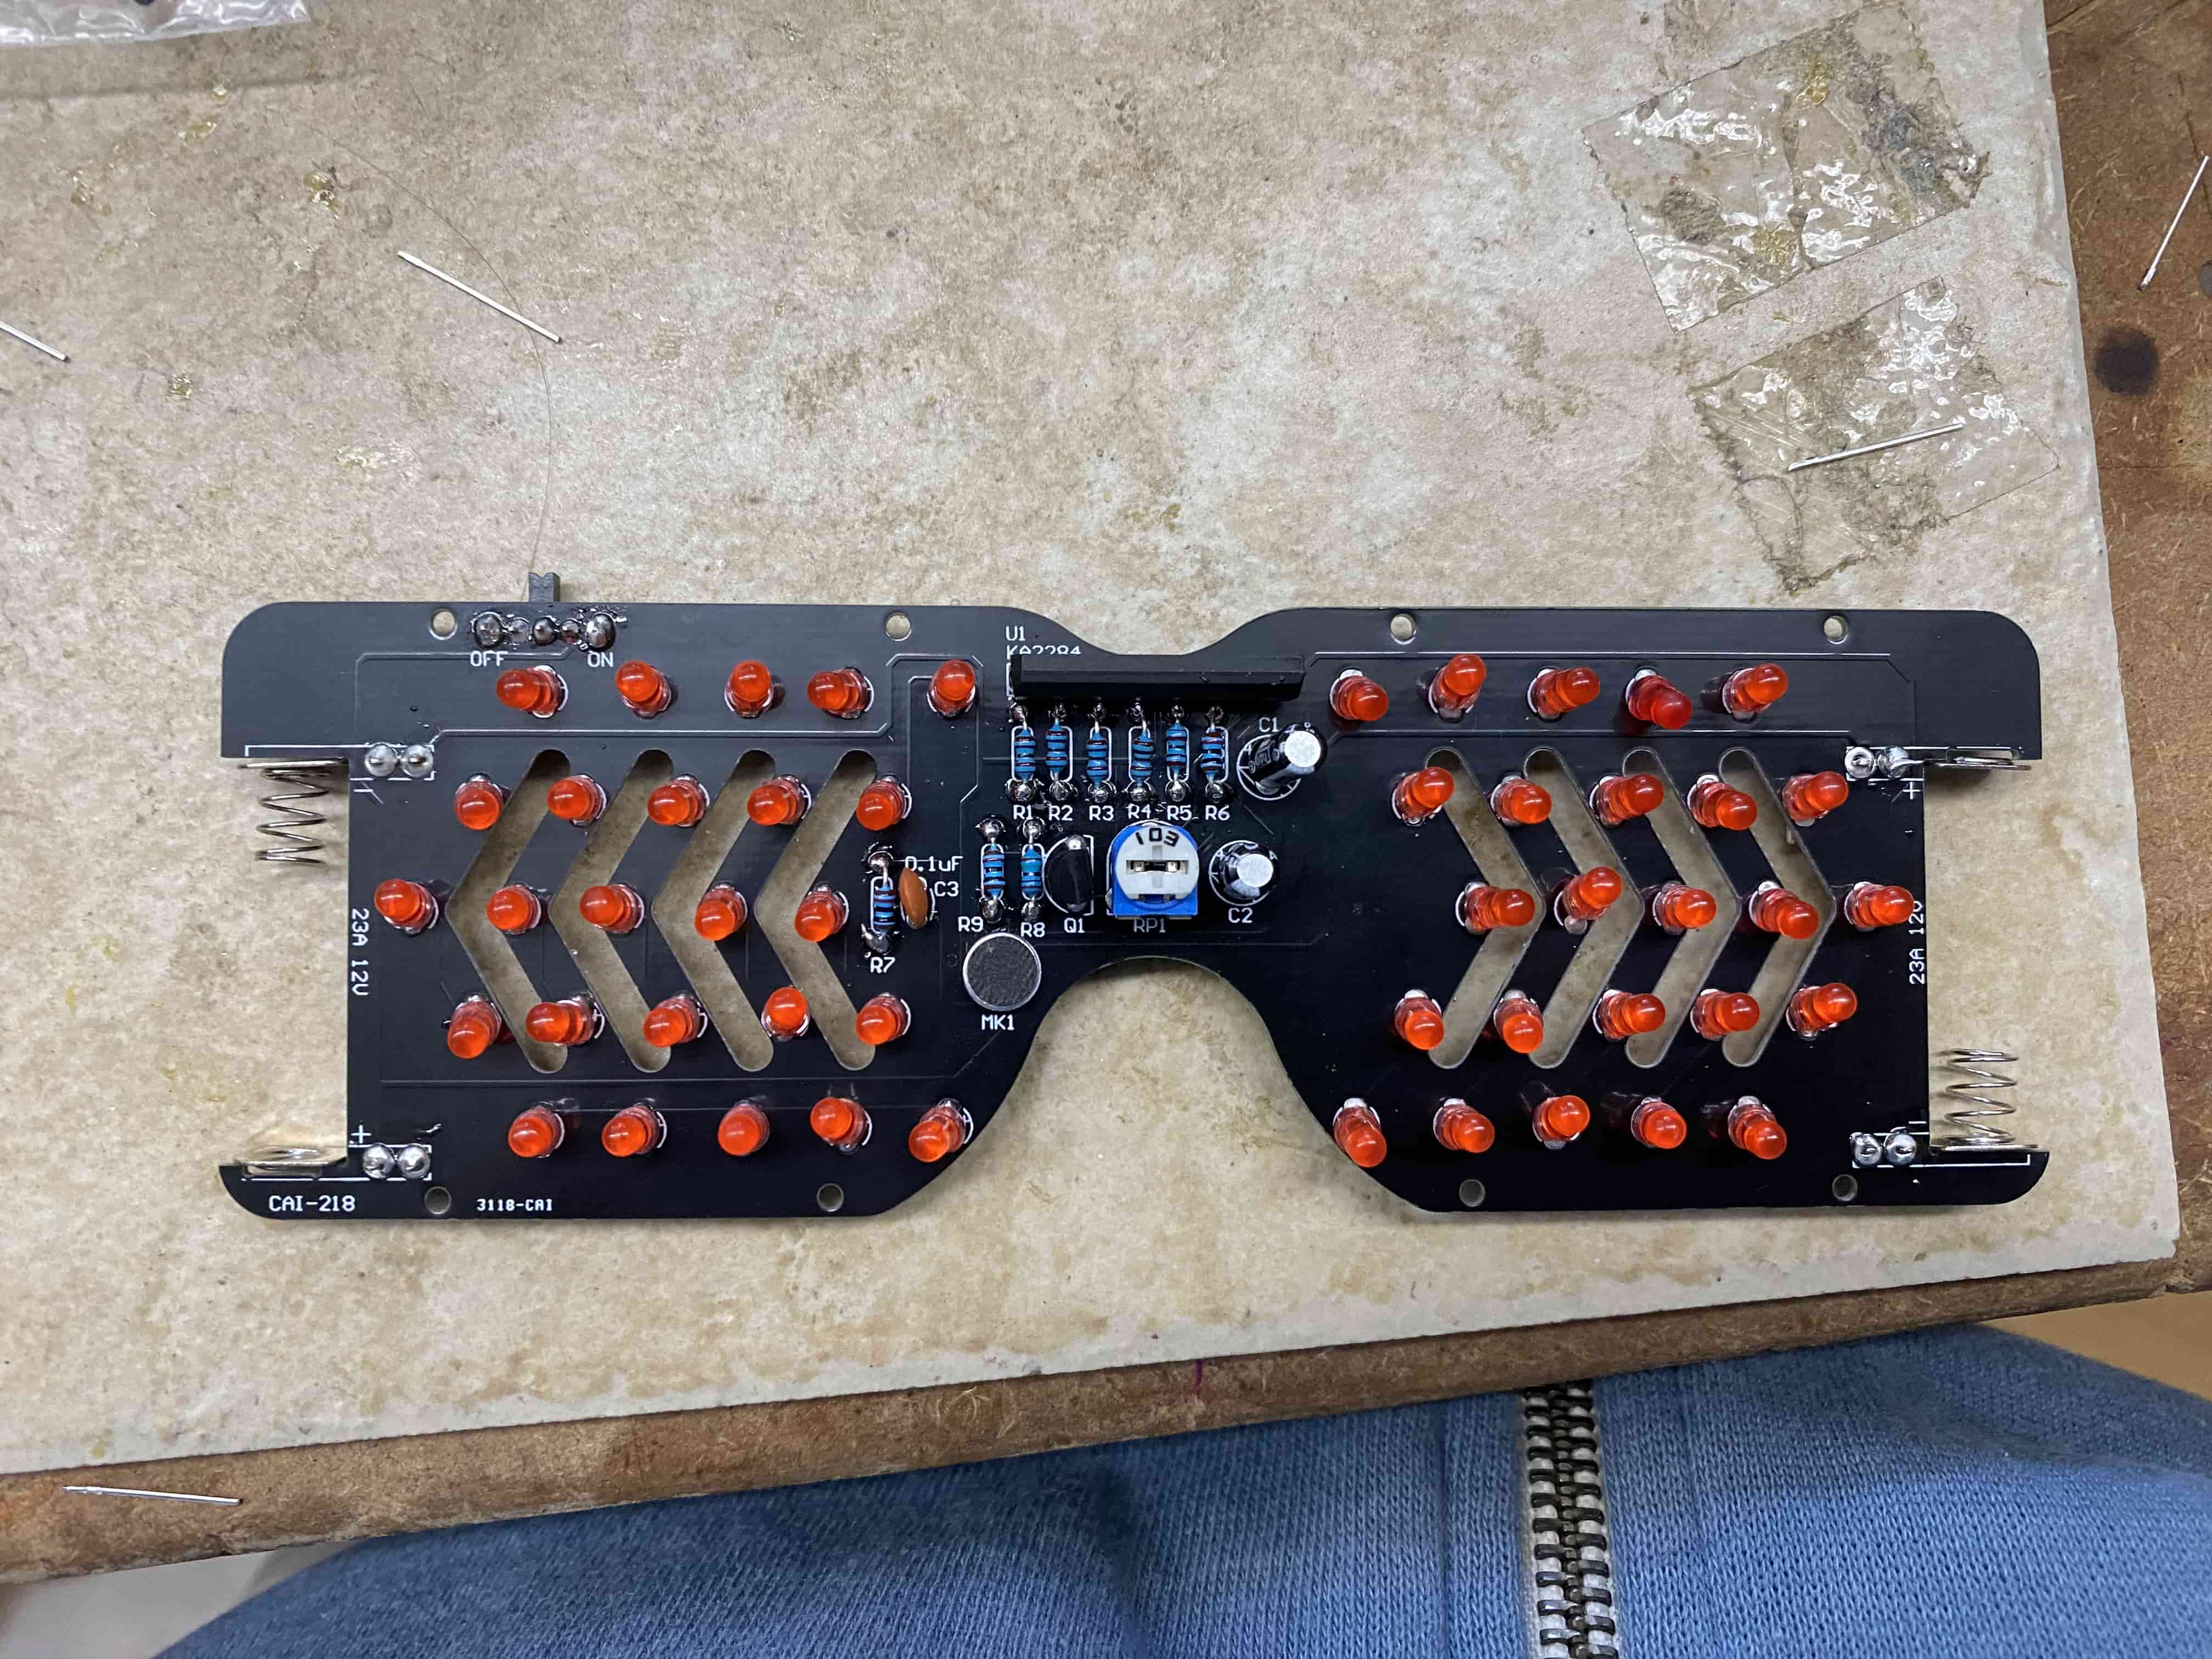 U1
KA2284
OFF ON
C1
R1 R2 R3 R4 R5 R6
-
+
103
0.1uF
C3
R9 R8 Q1 RP1 C2
R7
23A 12V
23A 12V
MK1
+
-
CAI-218 3118-CAI